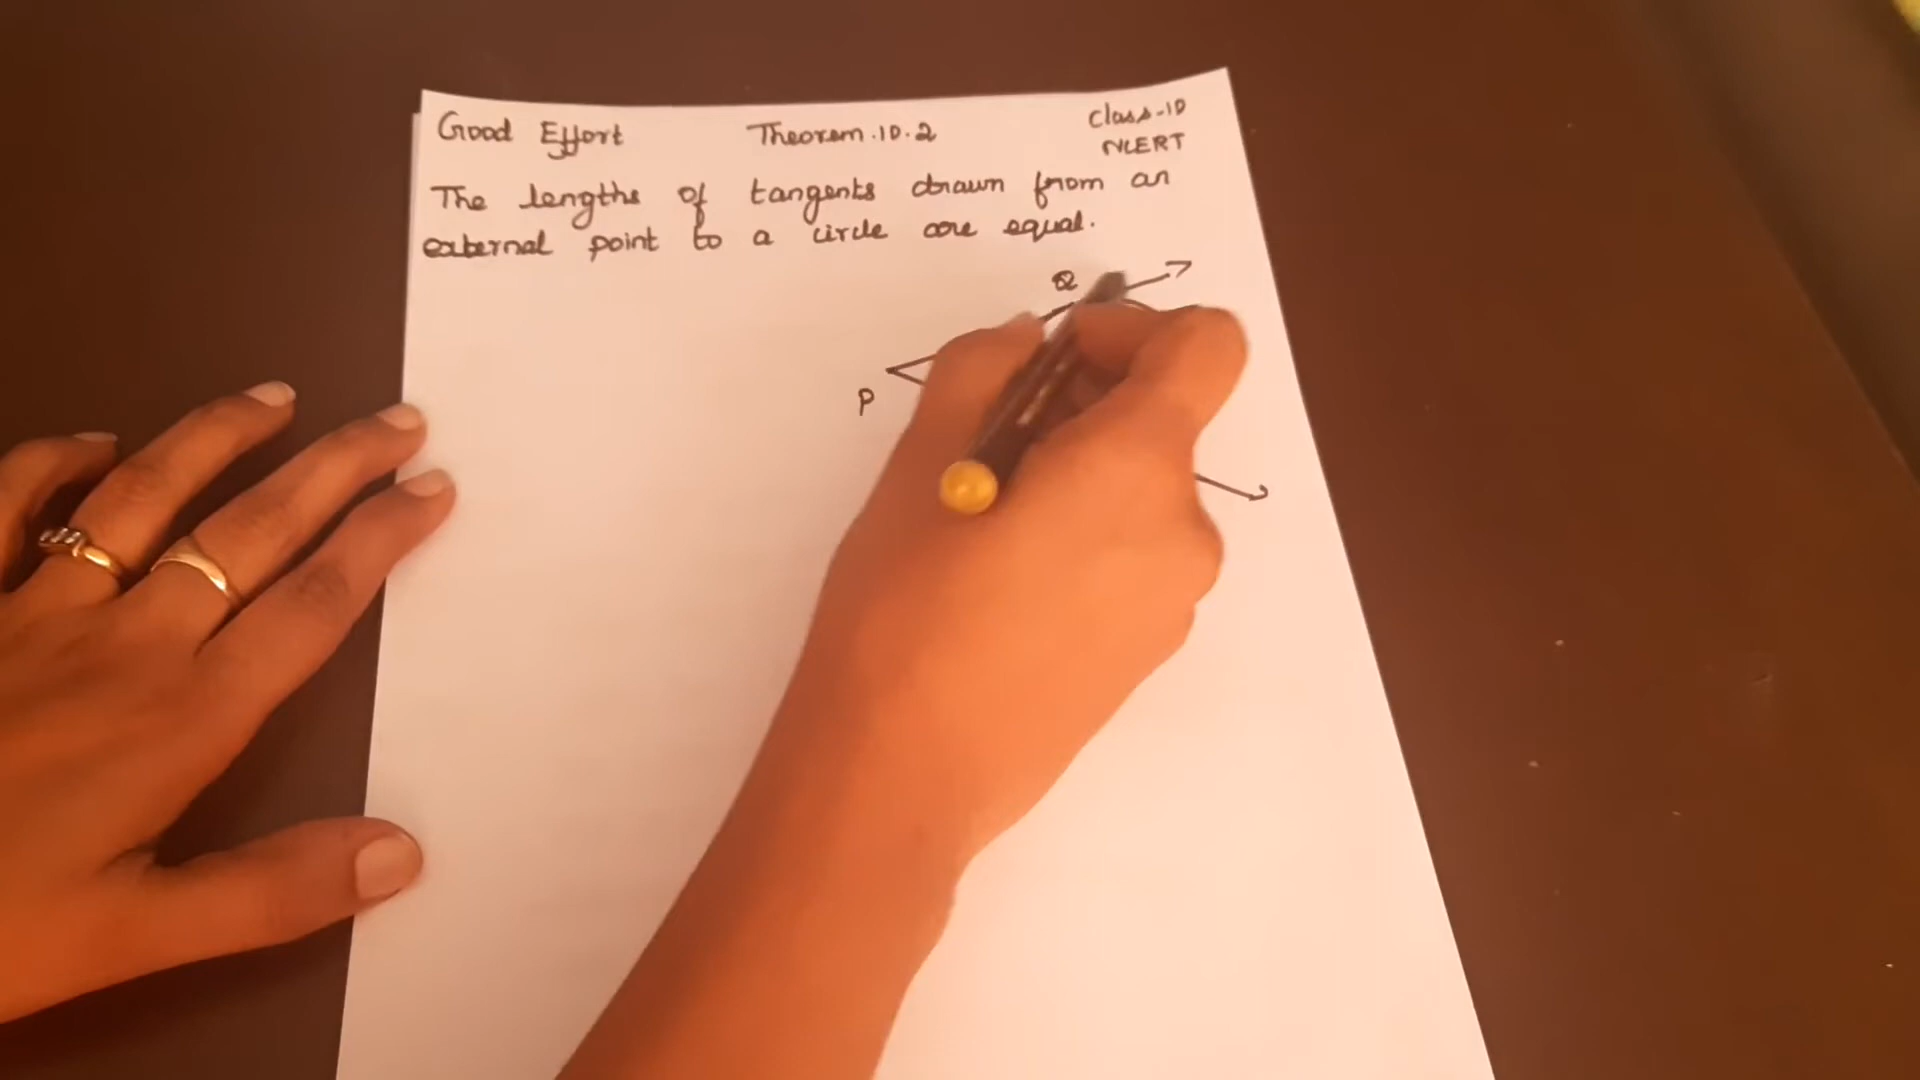 Good Effort Theorem.10.2 Class-10
NCERT
The lengths of tangents drawn from an
external point to a circle are equal.
Q
P